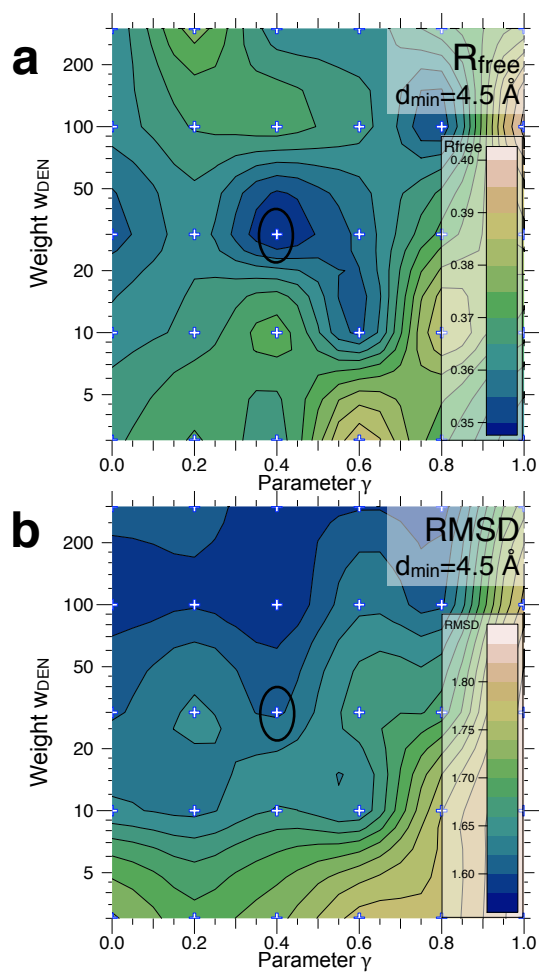 a
Rfree
dmin=4.5 Å
Weight wDEN
200
100
50
20
10
5
Rfree
0.40
0.39
0.38
0.37
0.36
0.35
0.0 0.2 0.4 0.6 0.8 1.0
Parameter γ
b
RMSD
dmin=4.5 Å
Weight wDEN
200
100
50
20
10
5
RMSD
1.80
1.75
1.70
1.65
1.60
0.0 0.2 0.4 0.6 0.8 1.0
Parameter γ